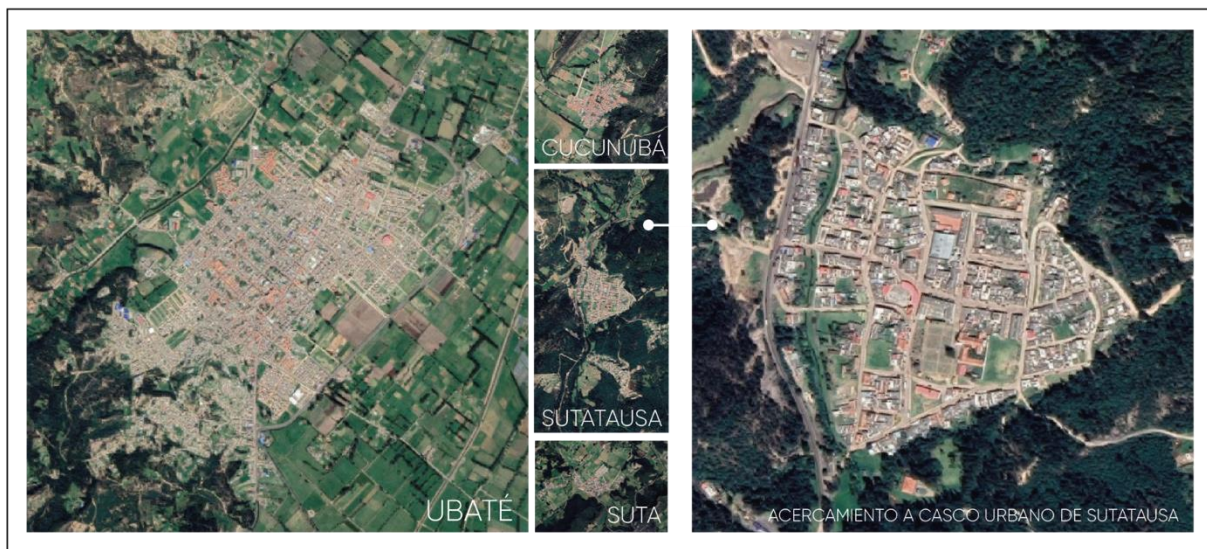 CUCUNUBÁ
SUTATAUSA
UBATÉ
SUTA
ACERCAMIENTO A CASCO URBANO DE SUTATAUSA